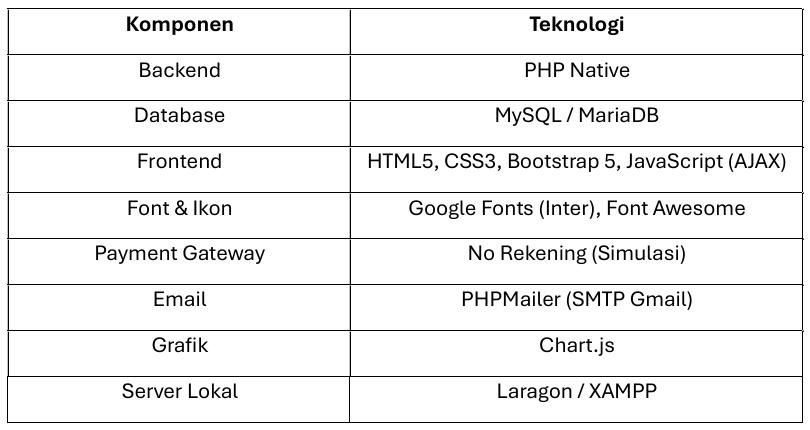 Komponen Teknologi
Backend PHP Native
Database MySQL / MariaDB
Frontend HTML5, CSS3, Bootstrap 5, JavaScript (AJAX)
Font & Ikon Google Fonts (Inter), Font Awesome
Payment Gateway No Rekening (Simulasi)
Email PHPMailer (SMTP Gmail)
Grafik Chart.js
Server Lokal Laragon / XAMPP